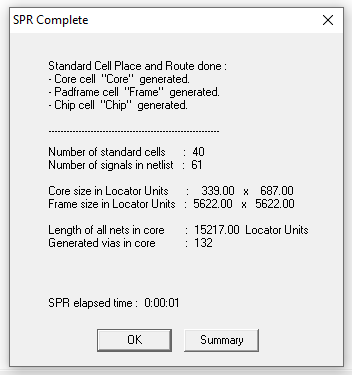 SPR Complete
Standard Cell Place and Route done :
- Core cell "Core" generated.
- Padframe cell "Frame" generated.
- Chip cell "Chip" generated.
---------------------------------------------------------
Number of standard cells : 40
Number of signals in netlist : 61
Core size in Locator Units : 339.00 x 687.00
Frame size in Locator Units : 5622.00 x 5622.00
Length of all nets in core : 15217.00 Locator Units
Generated vias in core : 132
SPR elapsed time : 0:00:01
OK Summary